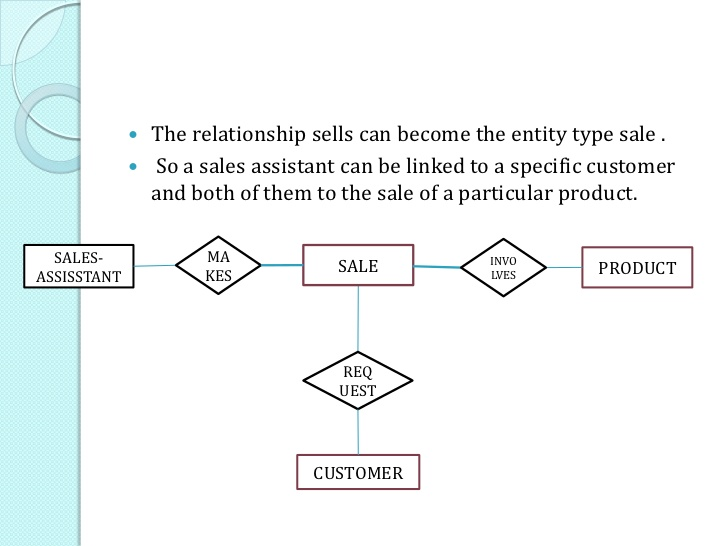 The relationship sells can become the entity type sale .
So a sales assistant can be linked to a specific customer
and both of them to the sale of a particular product.
SALES-
ASSISSTANT
MA
KES
SALE
INVO
LVES
PRODUCT
REQ
UEST
CUSTOMER